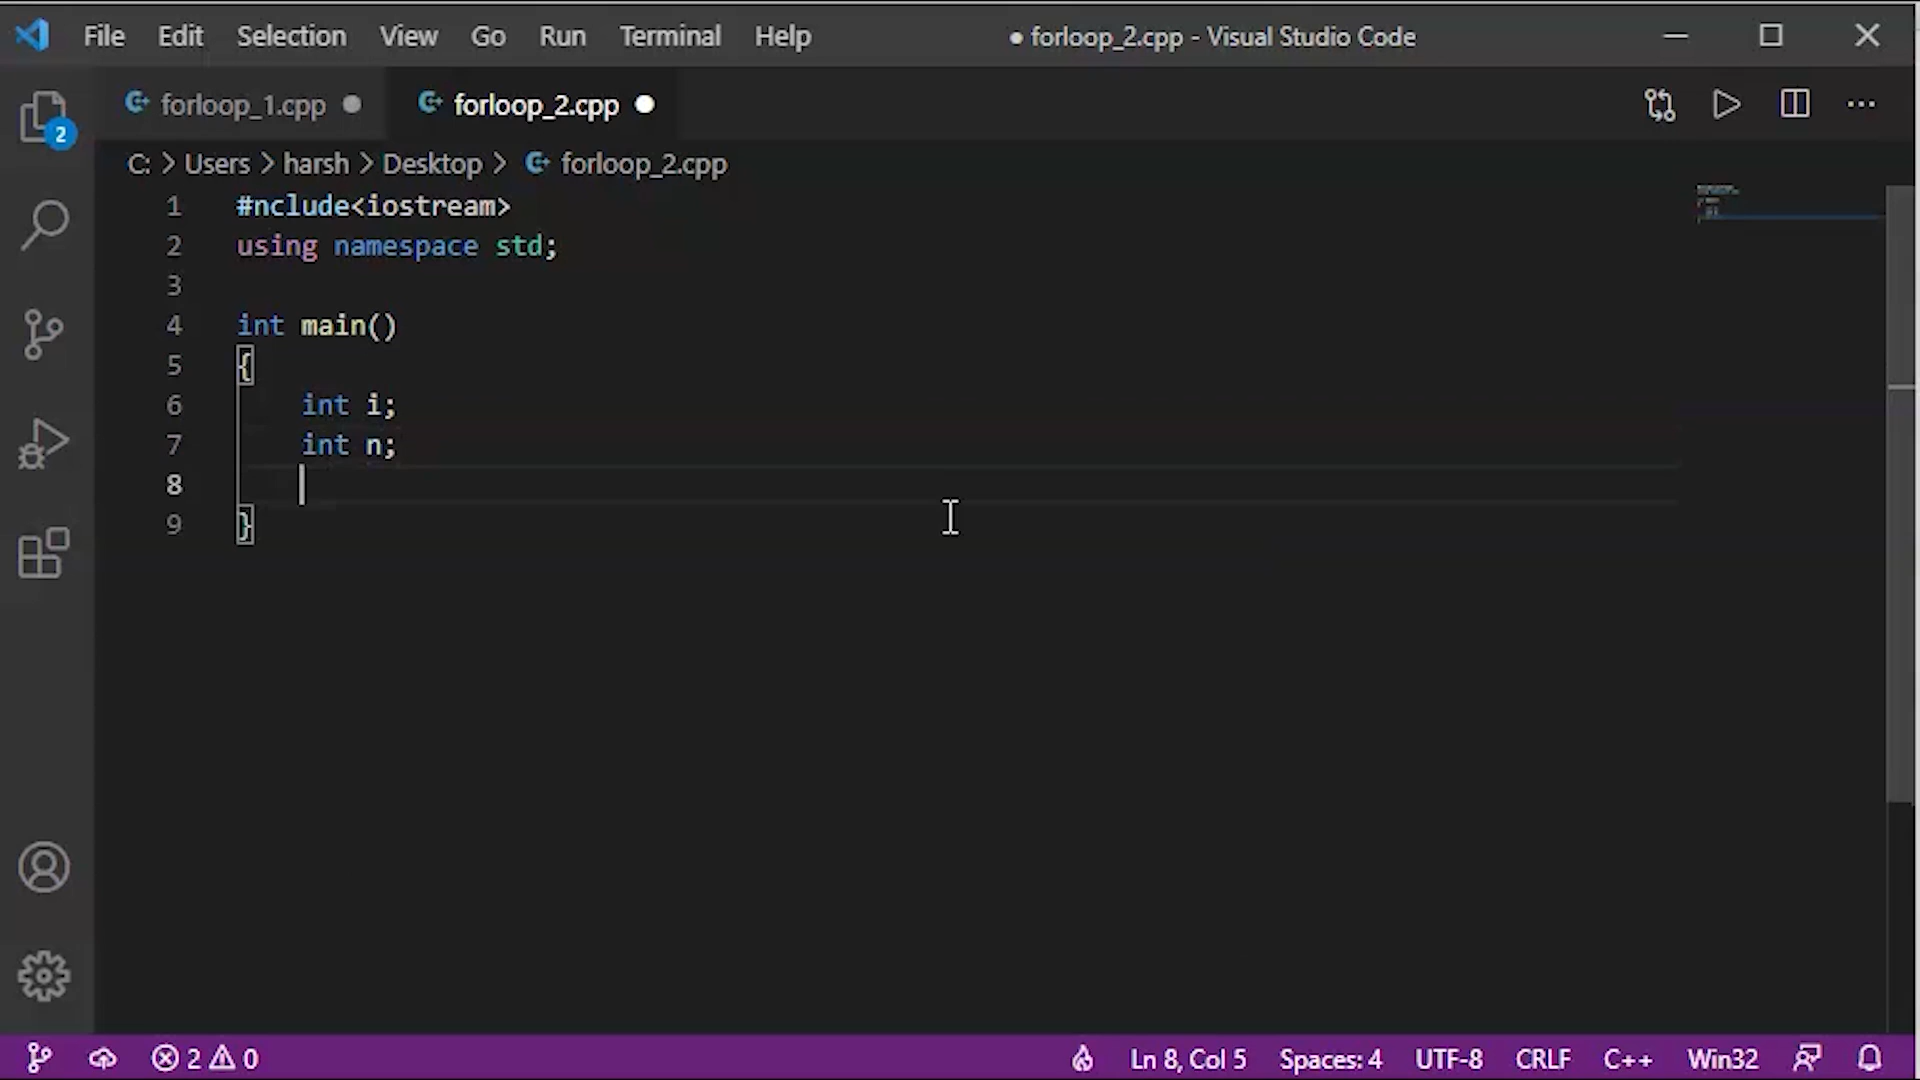 File Edit Selection View Go Run Terminal Help ● forloop_2.cpp - Visual Studio Code
forloop_1.cpp forloop_2.cpp
2
C: > Users > harsh > Desktop > forloop_2.cpp
1 #nclude<iostream>
2 using namespace std;
3
4 int main()
5 {
6 int i;
7 int n;
8
9 }
2 0 Ln 8, Col 5 Spaces: 4 UTF-8 CRLF C++ Win32